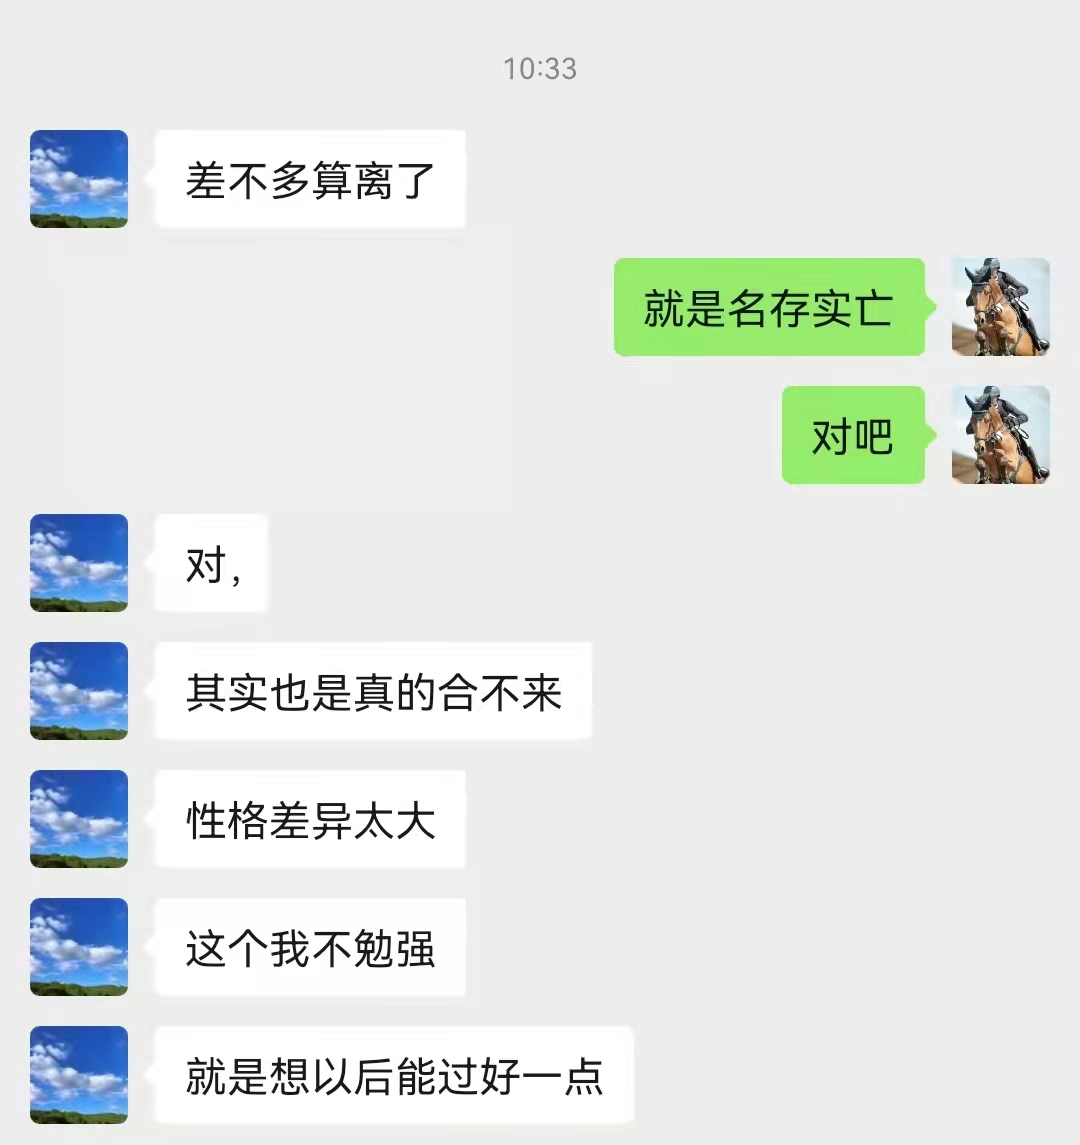 10:33
差不多算离了
就是名存实亡
对吧
对,
其实也是真的合不来
性格差异太大
这个我不勉强
就是想以后能过好一点